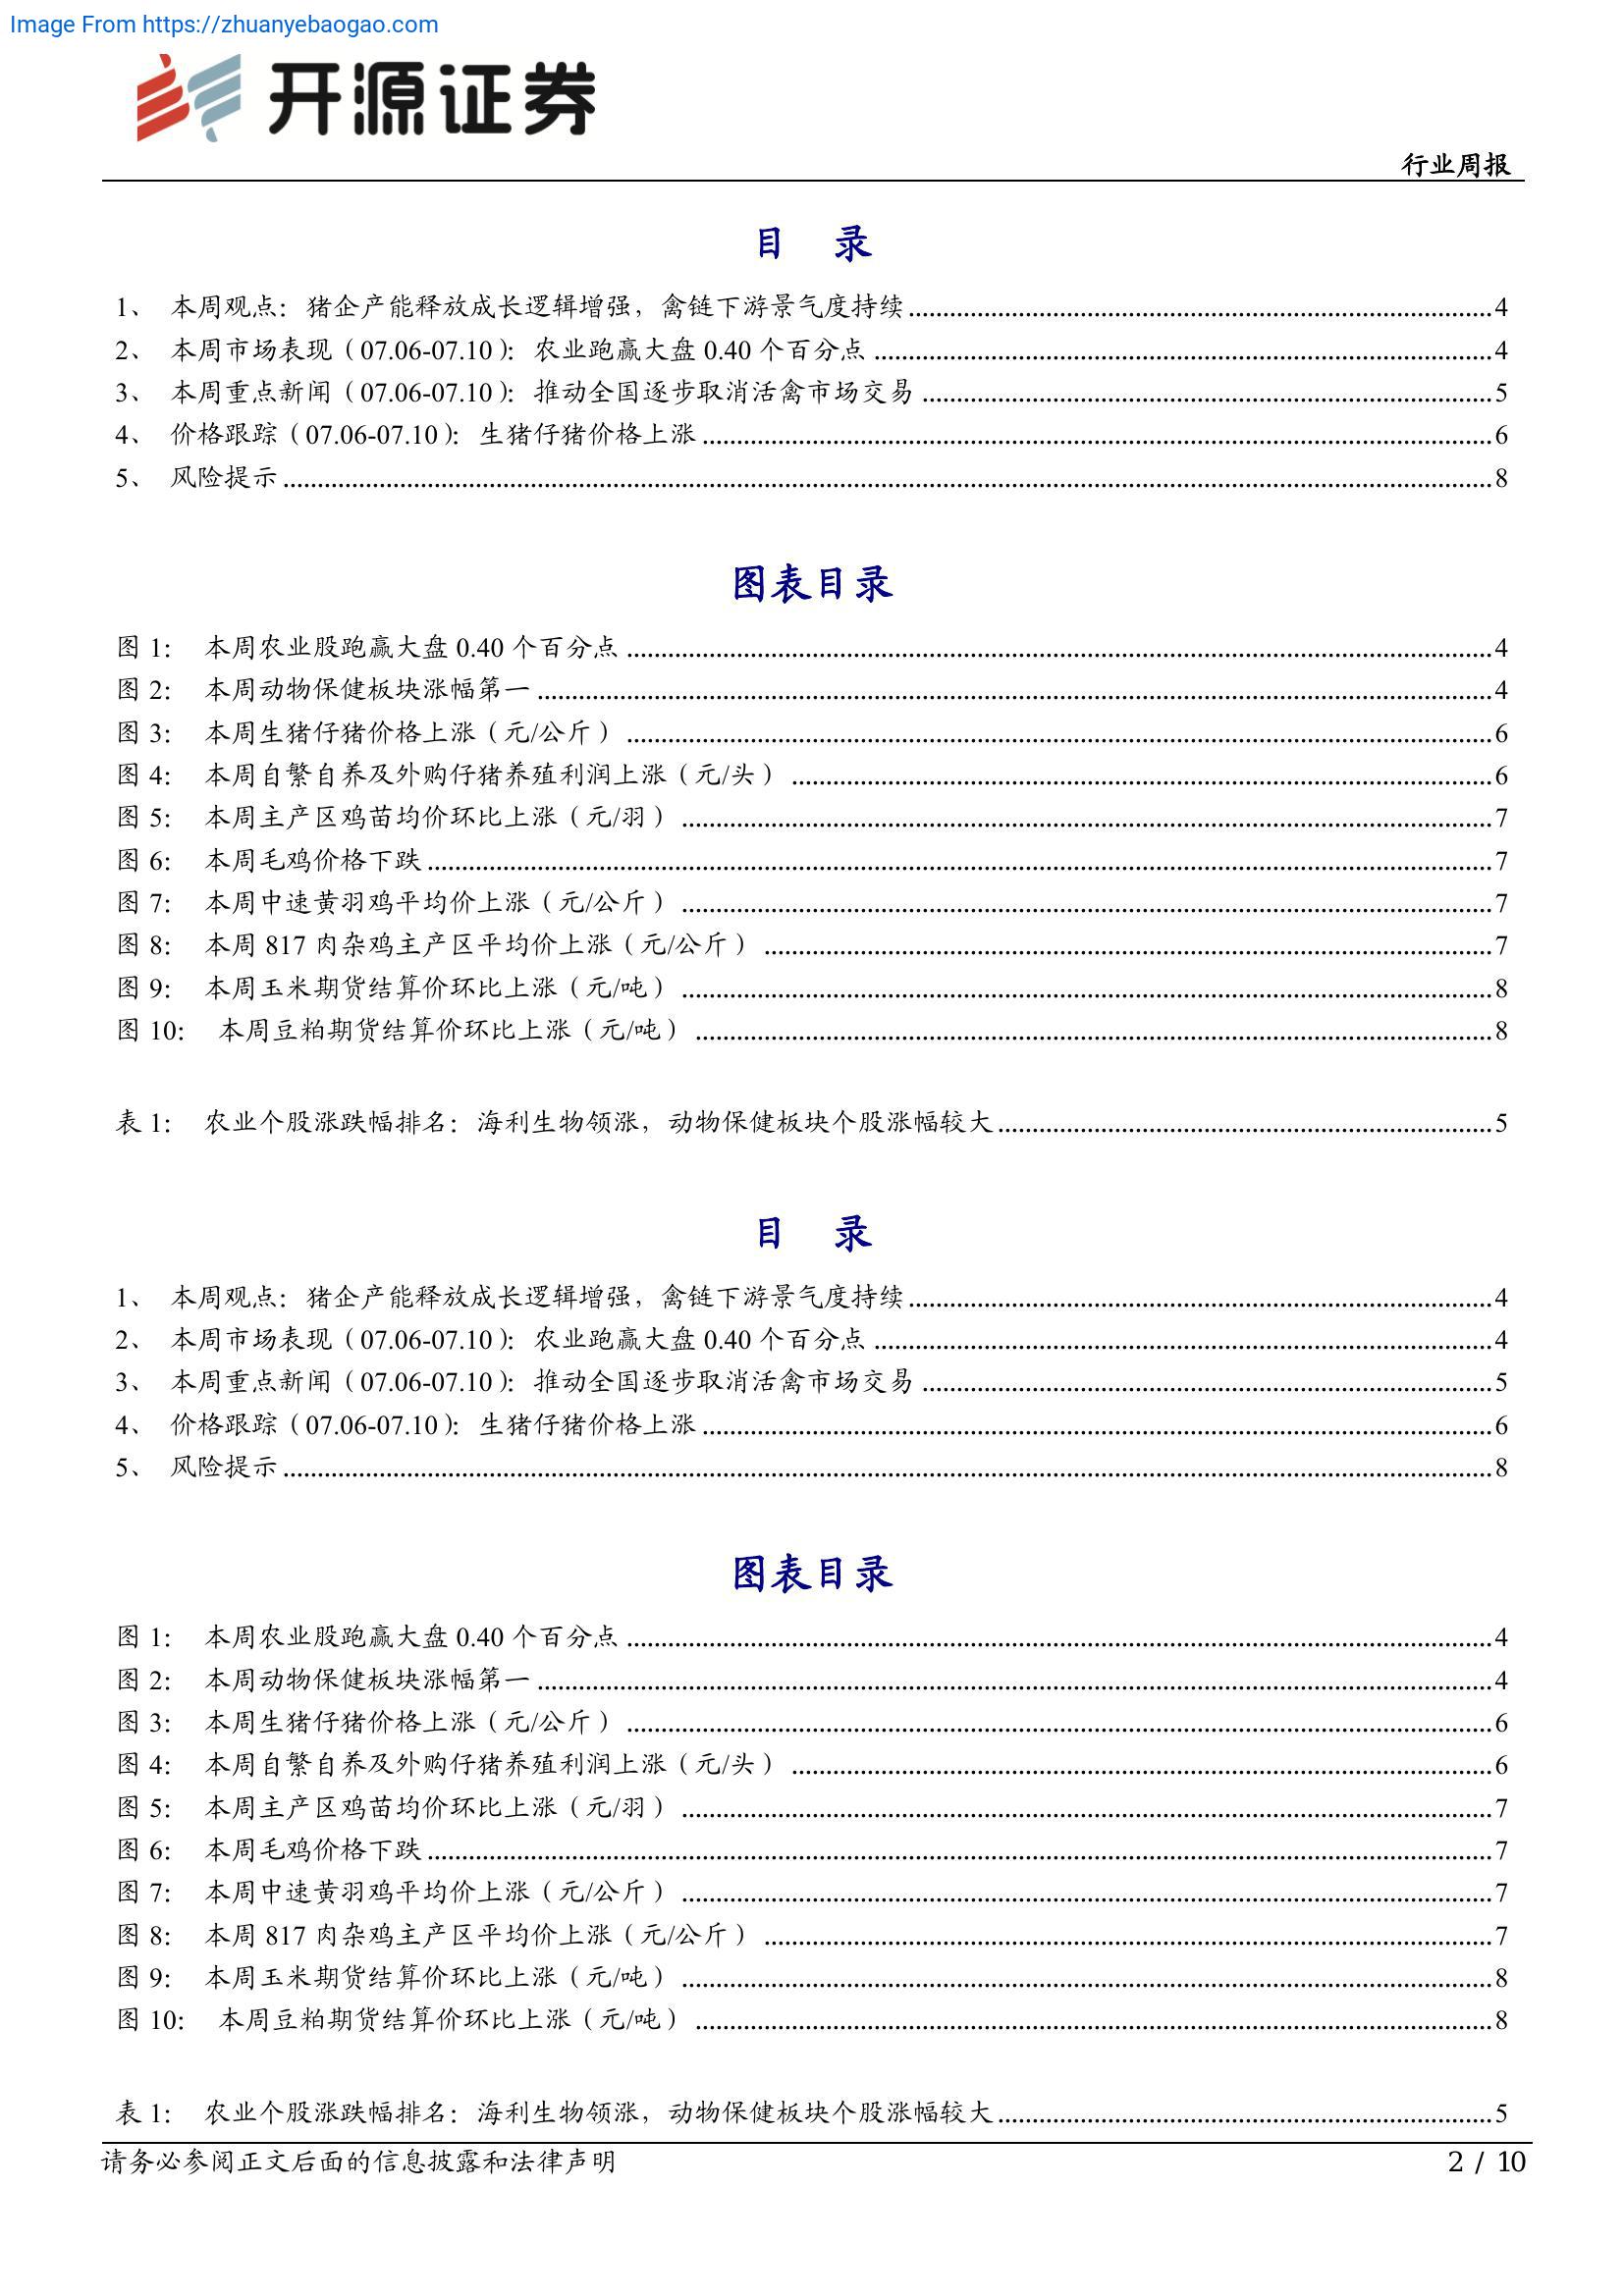 Image From https://zhuanyebaogao.com
开源证券
行业周报
目 录
1、 本周观点：猪企产能释放成长逻辑增强，禽链下游景气度持续 4
2、 本周市场表现（07.06-07.10）：农业跑赢大盘 0.40 个百分点 4
3、 本周重点新闻（07.06-07.10）：推动全国逐步取消活禽市场交易 5
4、 价格跟踪（07.06-07.10）：生猪仔猪价格上涨 6
5、 风险提示 8
图表目录
图 1： 本周农业股跑赢大盘 0.40 个百分点 4
图 2： 本周动物保健板块涨幅第一 4
图 3： 本周生猪仔猪价格上涨（元/公斤） 6
图 4： 本周自繁自养及外购仔猪养殖利润上涨（元/头） 6
图 5： 本周主产区鸡苗均价环比上涨（元/羽） 7
图 6： 本周毛鸡价格下跌 7
图 7： 本周中速黄羽鸡平均价上涨（元/公斤） 7
图 8： 本周 817 肉杂鸡主产区平均价上涨（元/公斤） 7
图 9： 本周玉米期货结算价环比上涨（元/吨） 8
图 10： 本周豆粕期货结算价环比上涨（元/吨） 8
表 1： 农业个股涨跌幅排名：海利生物领涨，动物保健板块个股涨幅较大 5
目 录
1、 本周观点：猪企产能释放成长逻辑增强，禽链下游景气度持续 4
2、 本周市场表现（07.06-07.10）：农业跑赢大盘 0.40 个百分点 4
3、 本周重点新闻（07.06-07.10）：推动全国逐步取消活禽市场交易 5
4、 价格跟踪（07.06-07.10）：生猪仔猪价格上涨 6
5、 风险提示 8
图表目录
图 1： 本周农业股跑赢大盘 0.40 个百分点 4
图 2： 本周动物保健板块涨幅第一 4
图 3： 本周生猪仔猪价格上涨（元/公斤） 6
图 4： 本周自繁自养及外购仔猪养殖利润上涨（元/头） 6
图 5： 本周主产区鸡苗均价环比上涨（元/羽） 7
图 6： 本周毛鸡价格下跌 7
图 7： 本周中速黄羽鸡平均价上涨（元/公斤） 7
图 8： 本周 817 肉杂鸡主产区平均价上涨（元/公斤） 7
图 9： 本周玉米期货结算价环比上涨（元/吨） 8
图 10： 本周豆粕期货结算价环比上涨（元/吨） 8
表 1： 农业个股涨跌幅排名：海利生物领涨，动物保健板块个股涨幅较大 5
请务必参阅正文后面的信息披露和法律声明 2 / 10